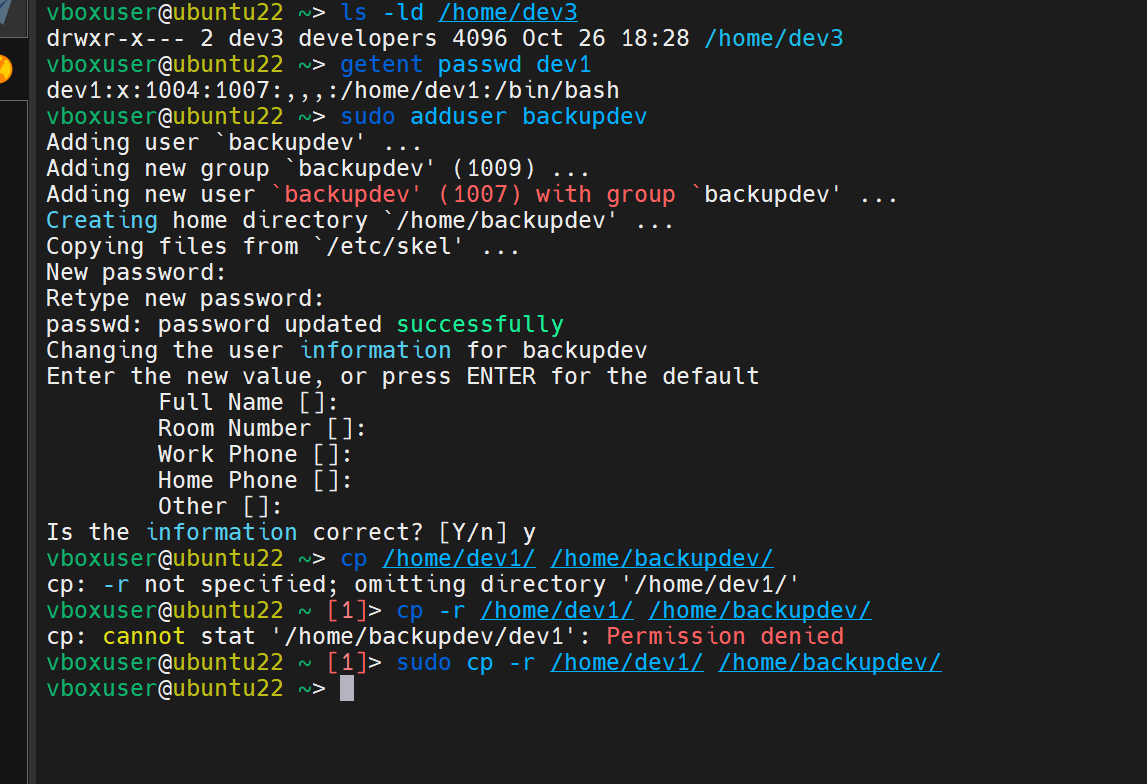 vboxuser@ubuntu22 ~> ls -ld /home/dev3
drwxr-x--- 2 dev3 developers 4096 Oct 26 18:28 /home/dev3
vboxuser@ubuntu22 ~> getent passwd dev1
dev1:x:1004:1007:,,,:/home/dev1:/bin/bash
vboxuser@ubuntu22 ~> sudo adduser backupdev
Adding user `backupdev' ...
Adding new group `backupdev' (1009) ...
Adding new user `backupdev' (1007) with group `backupdev' ...
Creating home directory `/home/backupdev' ...
Copying files from `/etc/skel' ...
New password:
Retype new password:
passwd: password updated successfully
Changing the user information for backupdev
Enter the new value, or press ENTER for the default
        Full Name []:
        Room Number []:
        Work Phone []:
        Home Phone []:
        Other []:
Is the information correct? [Y/n] y
vboxuser@ubuntu22 ~> cp /home/dev1/ /home/backupdev/
cp: -r not specified; omitting directory '/home/dev1/'
vboxuser@ubuntu22 ~ [1]> cp -r /home/dev1/ /home/backupdev/
cp: cannot stat '/home/backupdev/dev1': Permission denied
vboxuser@ubuntu22 ~ [1]> sudo cp -r /home/dev1/ /home/backupdev/
vboxuser@ubuntu22 ~>